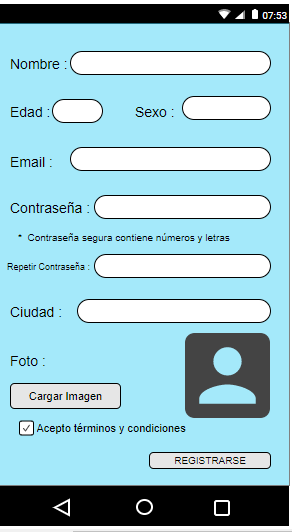 07:53
Nombre :
Edad : Sexo :
Email :
Contraseña :
* Contraseña segura contiene números y letras
Repetir Contraseña :
Ciudad :
Foto :
Cargar Imagen
Acepto términos y condiciones
REGISTRARSE